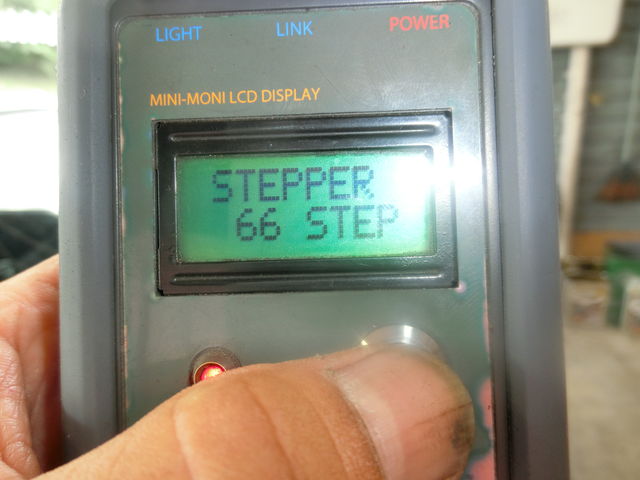 LIGHT LINK POWER
MINI-MONI LCD DISPLAY
STEPPER
66 STEP